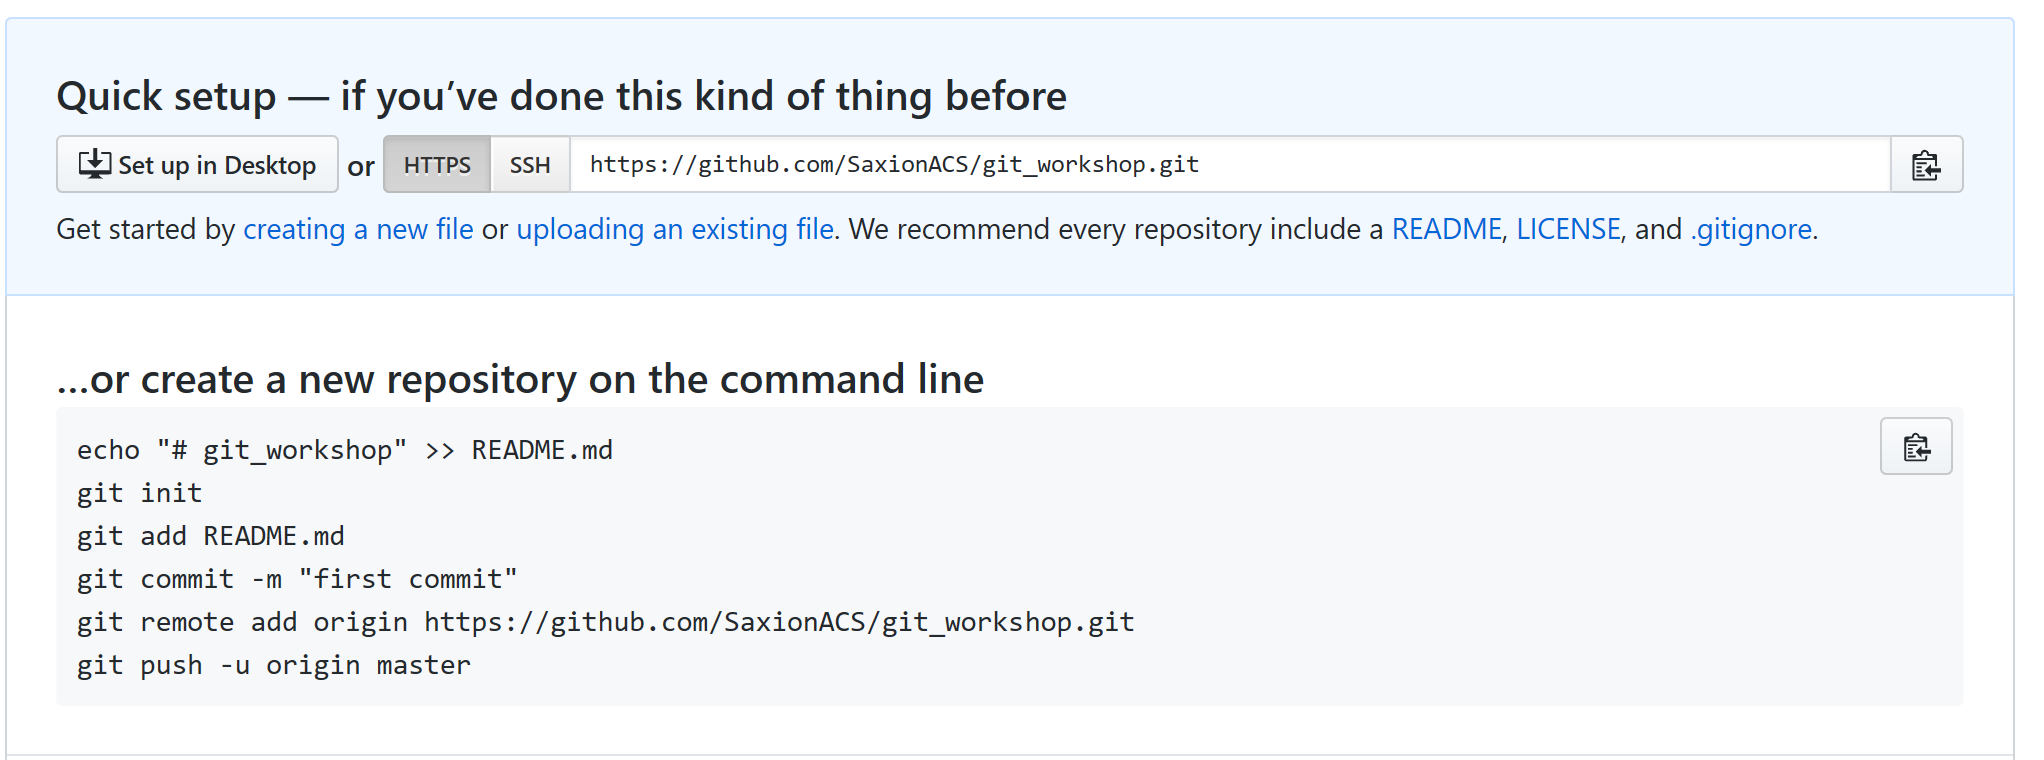 Quick setup — if you’ve done this kind of thing before
Set up in Desktop or HTTPS SSH https://github.com/SaxionACS/git_workshop.git
Get started by creating a new file or uploading an existing file. We recommend every repository include a README, LICENSE, and .gitignore.
…or create a new repository on the command line
echo "# git_workshop" >> README.md
git init
git add README.md
git commit -m "first commit"
git remote add origin https://github.com/SaxionACS/git_workshop.git
git push -u origin master